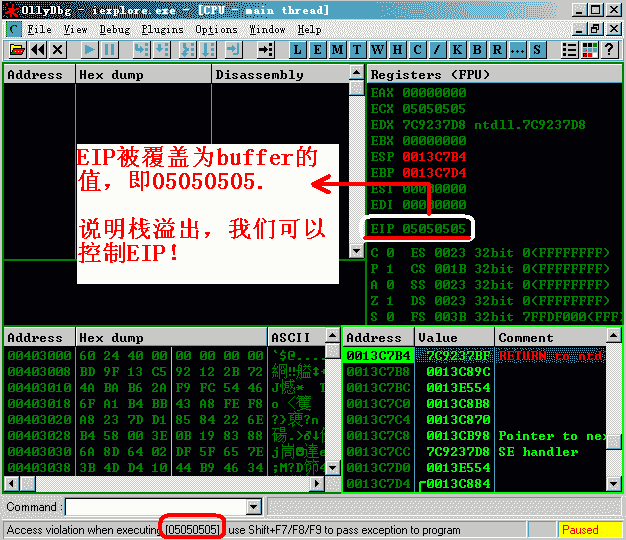 OllyDbg - iexplore.exe - [CPU - main thread]
C File View Debug Plugins Options Window Help
L E M T W H C / K B R ... S ?
Address Hex dump Disassembly
Registers (FPU)
EAX 00000000
ECX 05050505
EDX 7C9237D8 ntdll.7C9237D8
EBX 00000000
ESP 0013C7B4
EBP 0013C7D4
ESI 00000000
EDI 00000000
EIP 05050505
C 0 ES 0023 32bit 0(FFFFFFFF)
P 1 CS 001B 32bit 0(FFFFFFFF)
A 0 SS 0023 32bit 0(FFFFFFFF)
Z 1 DS 0023 32bit 0(FFFFFFFF)
S 0 FS 003B 32bit 7FFDF000(FFF)
EIP被覆盖为buffer的
值，即05050505.
说明栈溢出，我们可以
控制EIP！
Address Hex dump ASCII
00403000 60 24 40 00 00 00 00 00 `$@.....
00403008 BD 9F 13 C5 92 12 2B 72
00403010 4A BA B6 2A F9 FC 54 46
00403018 6F A1 B4 BB 43 A8 FE F8
00403020 A8 23 7D D1 85 84 22 6E
00403028 B4 58 00 3E 0B 19 83 88
00403030 6A 8D 64 02 DF 5F 65 7E
00403038 3B 4D D4 10 44 B9 46 34
Address Value Comment
0013C7B4 7C9237BF RETURN to ntd
0013C7B8 0013C89C
0013C7BC 0013E554
0013C7C0 0013C8B8
0013C7C4 0013C870
0013C7C8 0013CB98 Pointer to nex
0013C7CC 7C9237D8 SE handler
0013C7D0 0013E554
0013C7D4 0013C884
Command :
Access violation when executing [05050505] use Shift+F7/F8/F9 to pass exception to program
Paused